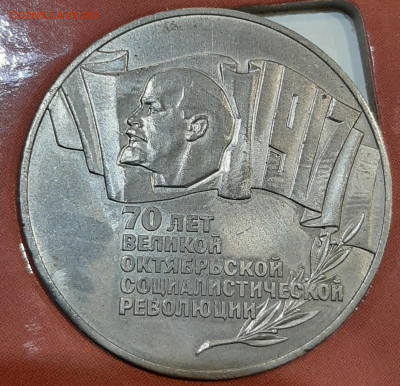 1917
70 ЛЕТ
ВЕЛИКОЙ
ОКТЯБРЬСКОЙ
СОЦИАЛИСТИЧЕСКОЙ
РЕВОЛЮЦИИ